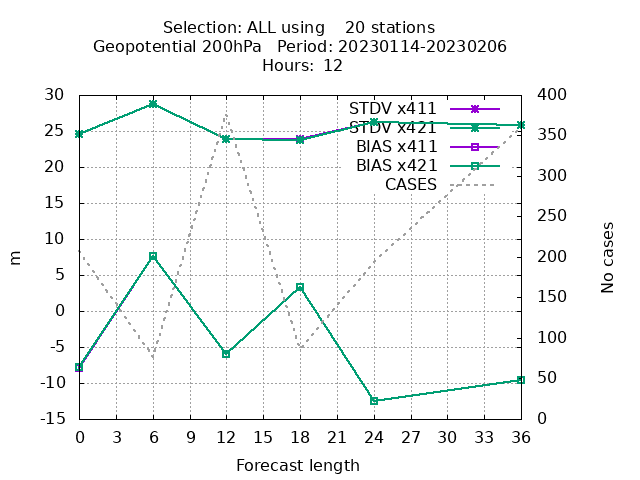 Selection: ALL using    20 stations
Geopotential 200hPa   Period: 20230114-20230206
Hours: 12
30 400
25 350
20 300
15 250
10 200
5 150
0 100
-5 50
-10 0
-15
STDV x411
STDV x421
BIAS x411
BIAS x421
CASES
m
No cases
0 3 6 9 12 15 18 21 24 27 30 33 36
Forecast length